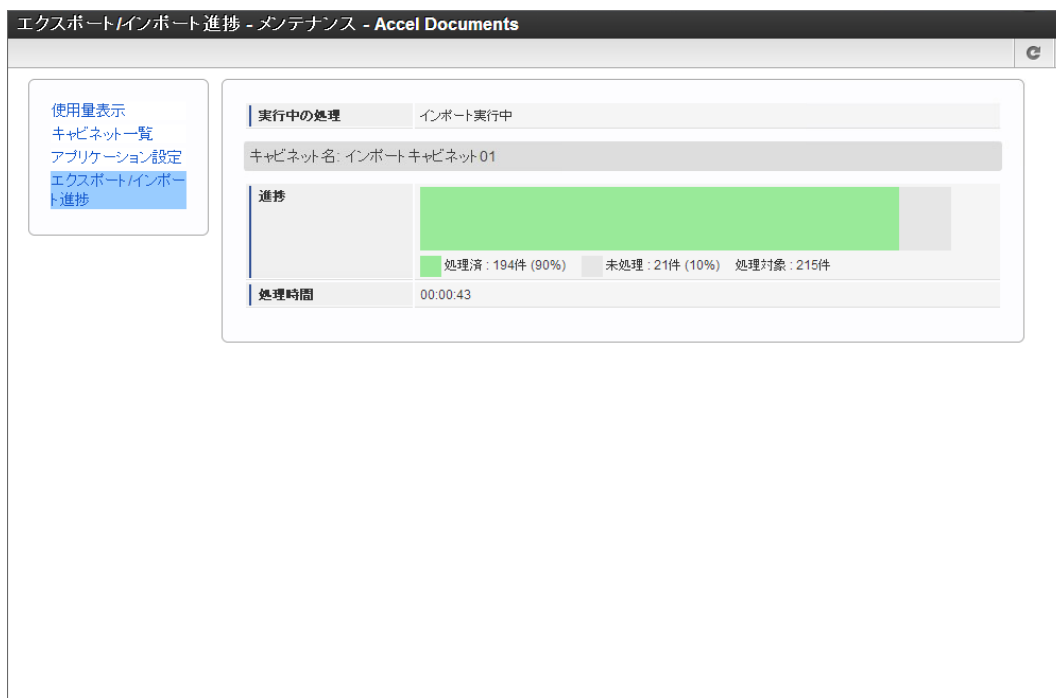 エクスポート/インポート進捗 - メンテナンス - Accel Documents
使用量表示
キャビネット一覧
アプリケーション設定
エクスポート/インポー
ト進捗
実行中の処理 インポート実行中
キャビネット名: インポートキャビネット01
進捗
処理済 : 194件 (90%) 未処理 : 21件 (10%) 処理対象 : 215件
処理時間 00:00:43